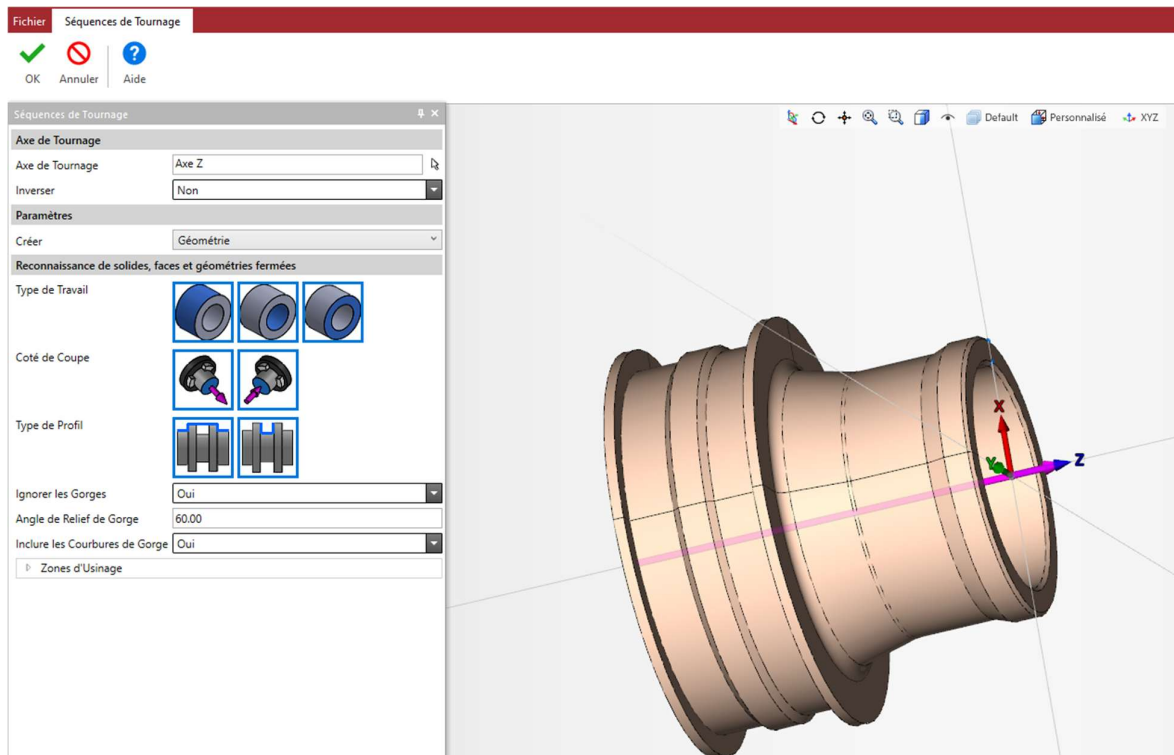 Fichier Séquences de Tournage
OK Annuler Aide
Séquences de Tournage
Default Personnalisé XYZ
Axe de Tournage
Axe de Tournage Axe Z
Inverser Non
Paramètres
Créer Géométrie
Reconnaissance de solides, faces et géométries fermées
Type de Travail
Coté de Coupe
Type de Profil
X
Y Z
Ignorer les Gorges Oui
Angle de Relief de Gorge 60.00
Inclure les Courbures de Gorge Oui
Zones d'Usinage